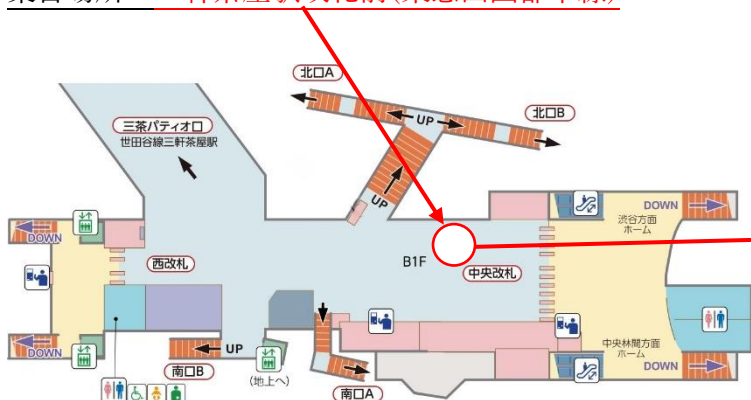 北口A
北口B
UP
三茶パティオ口
世田谷線三軒茶屋駅
UP
DOWN
渋谷方面
ホーム
DOWN
西改札
B1F
中央改札
DOWN
UP
南口B
(地上へ)
南口A
中央林間方面
ホーム
DOWN